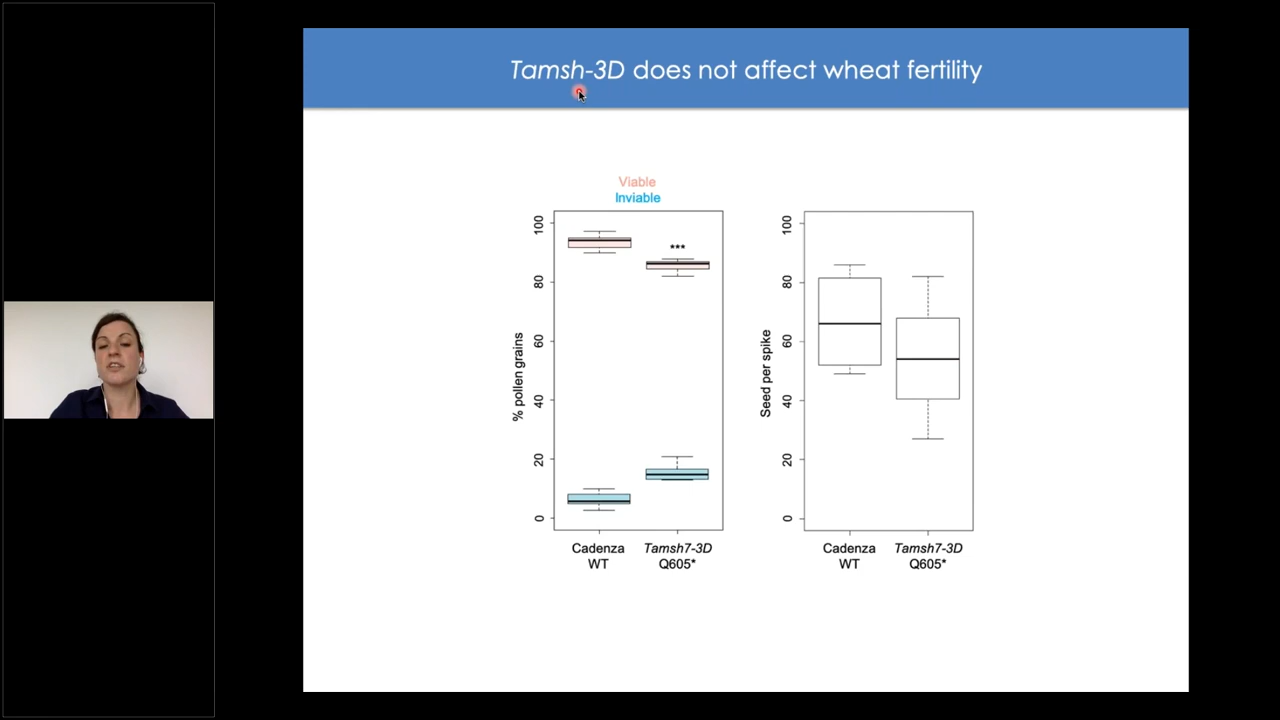 Tamsh-3D does not affect wheat fertility
Viable
Inviable
***
% pollen grains
100
80
60
40
20
0
Cadenza
WT
Tamsh7-3D
Q605*
Seed per spike
100
80
60
40
20
0
Cadenza
WT
Tamsh7-3D
Q605*